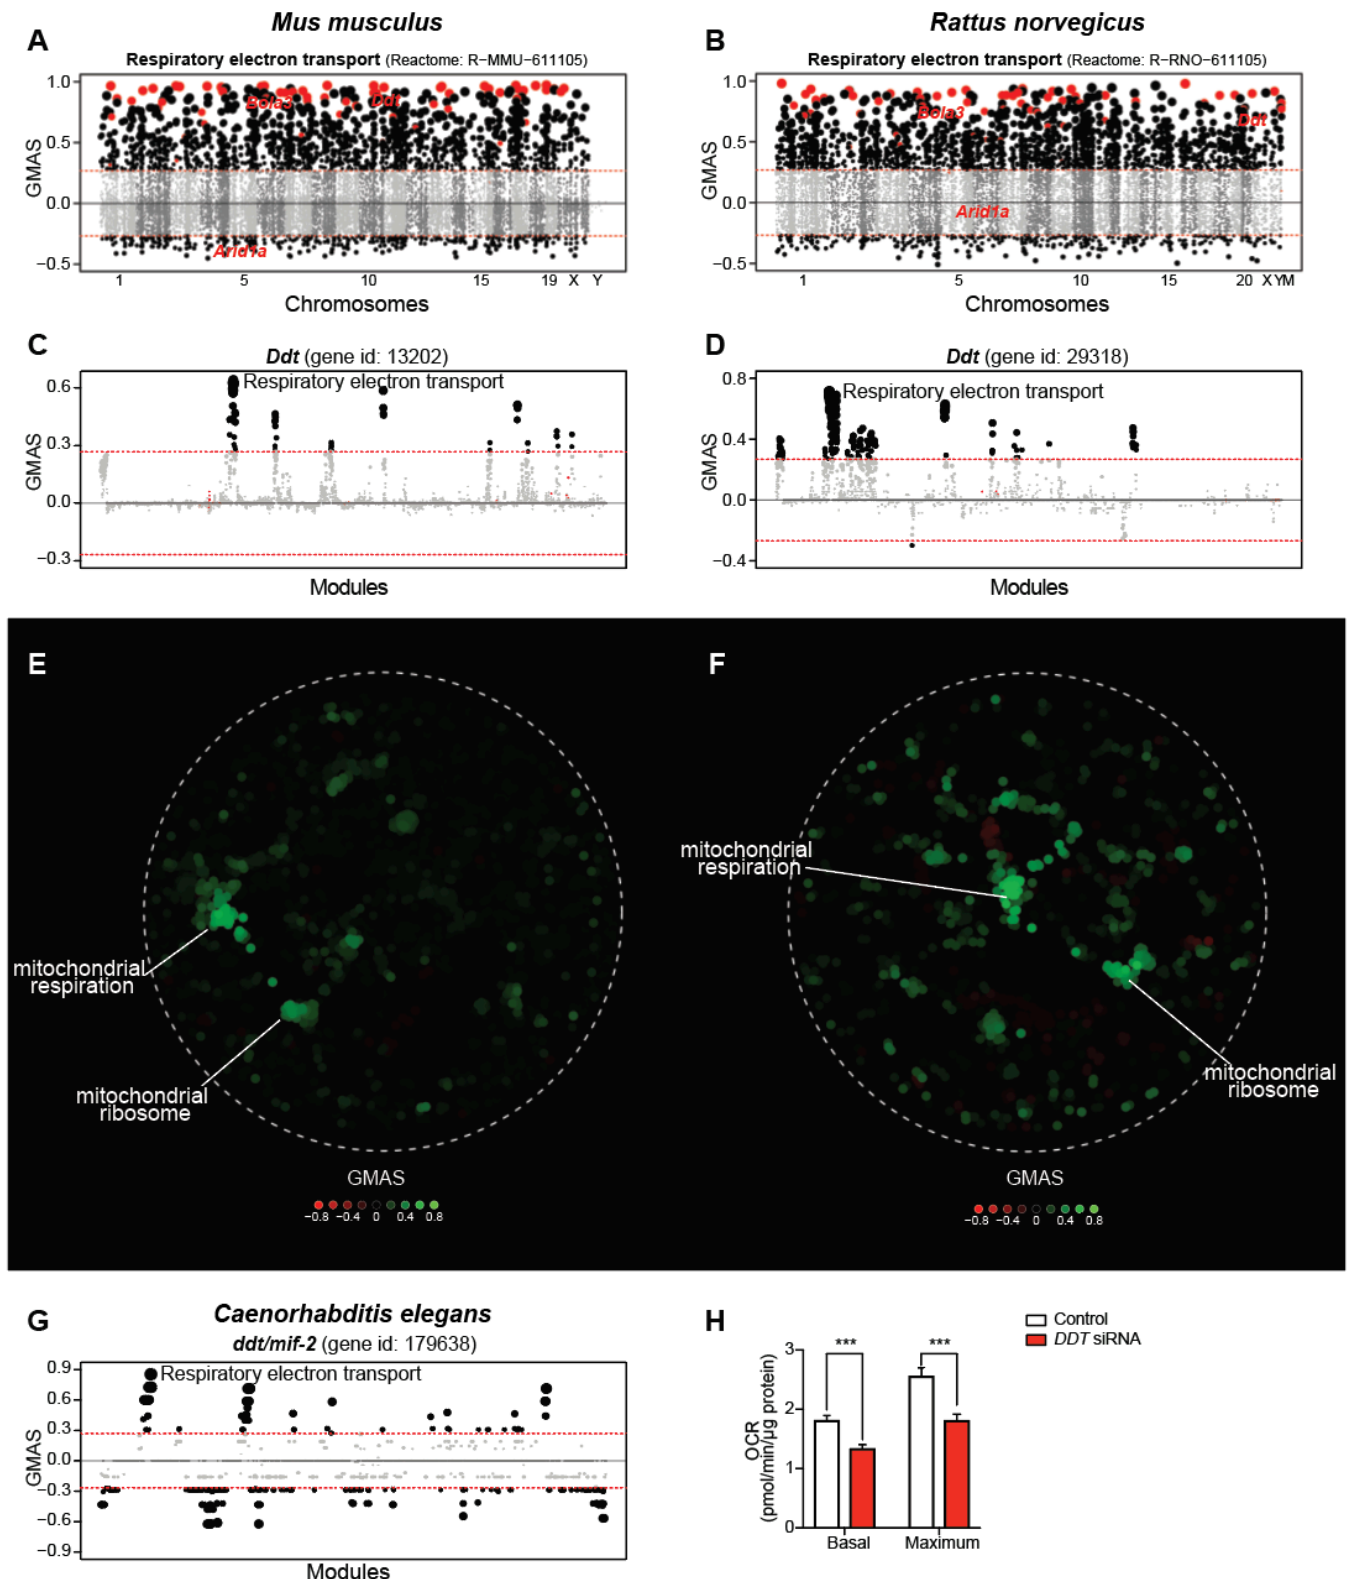 Mus musculus
Rattus norvegicus
A
B
Respiratory electron transport (Reactome: R-MMU-611105)
Respiratory electron transport (Reactome: R-RNO-611105)
GMAS
1.0
0.5
0.0
−0.5
Bola3
Ddt
Arid1a
1 5 10 15 19 X Y
Chromosomes
GMAS
1.0
0.5
0.0
−0.5
Bola3
Ddt
Arid1a
1 5 10 15 20 X Y M
Chromosomes
C
Ddt (gene id: 13202)
GMAS
0.6
0.3
0.0
−0.3
Respiratory electron transport
Modules
D
Ddt (gene id: 29318)
GMAS
0.8
0.4
0.0
−0.4
Respiratory electron transport
Modules
E
mitochondrial
respiration
mitochondrial
ribosome
GMAS
−0.8 −0.4 0 0.4 0.8
F
mitochondrial
respiration
mitochondrial
ribosome
GMAS
−0.8 −0.4 0 0.4 0.8
G
Caenorhabditis elegans
ddt/mif-2 (gene id: 179638)
GMAS
0.9
0.6
0.3
0.0
−0.3
−0.6
−0.9
Respiratory electron transport
Modules
H
Control
DDT siRNA
OCR
(pmol/min/µg protein)
3
2
1
0
*** ***
Basal Maximum